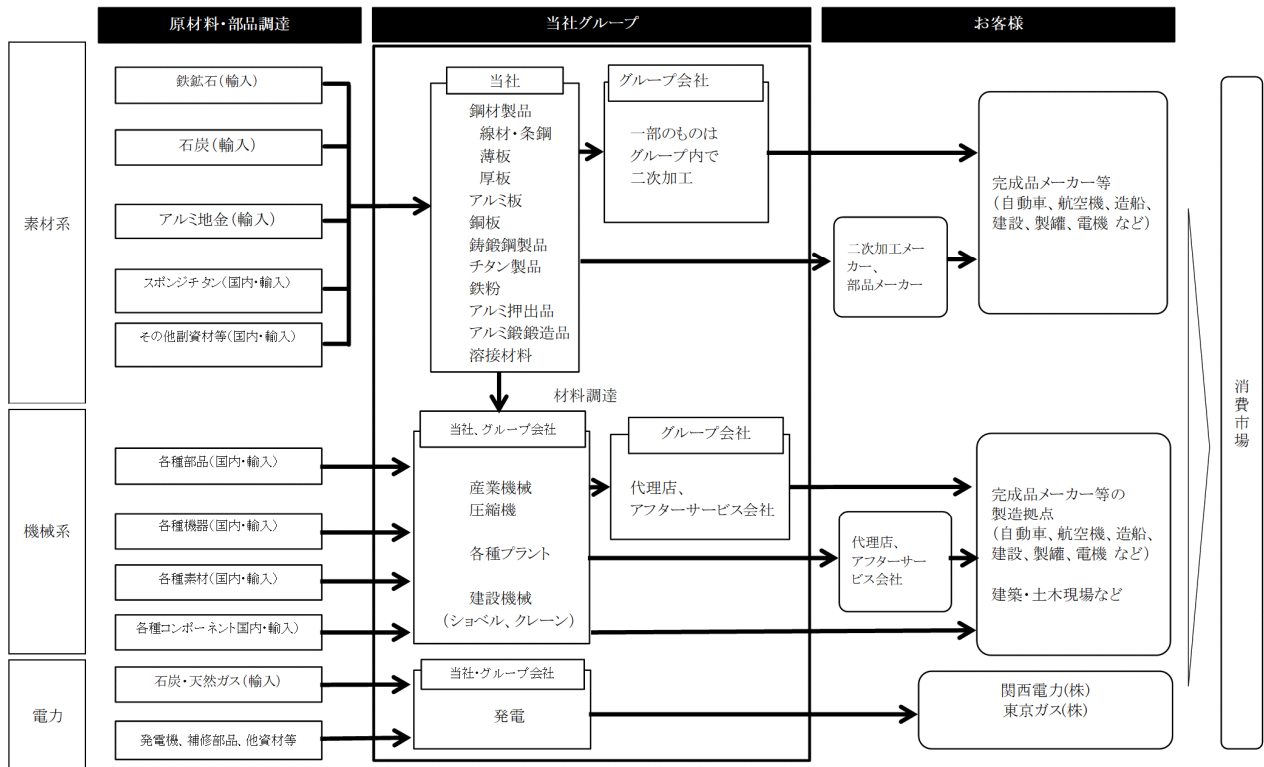 原材料・部品調達
当社グループ
お客様
素材系
鉄鉱石（輸入）
石炭（輸入）
アルミ地金（輸入）
スポンジチタン（国内・輸入）
その他副資材等（国内・輸入）
当社
鋼材製品
線材・条鋼
薄板
厚板
アルミ板
銅板
鋳鍛鋼製品
チタン製品
鉄粉
アルミ押出品
アルミ鍛鍛造品
溶接材料
グループ会社
一部のものは
グループ内で
二次加工
二次加工メー
カー、
部品メーカー
完成品メーカー等
（自動車、航空機、造船、
建設、製罐、電機 など）
材料調達
機械系
各種部品（国内・輸入）
各種機器（国内・輸入）
各種素材（国内・輸入）
各種コンポーネント国内・輸入）
当社、グループ会社
産業機械
圧縮機
各種プラント
建設機械
（ショベル、クレーン）
グループ会社
代理店、
アフターサービス会社
代理店、
アフターサー
ビス会社
完成品メーカー等の
製造拠点
（自動車、航空機、造船、
建設、製罐、電機 など）
建築・土木現場など
電力
石炭・天然ガス（輸入）
発電機、補修部品、他資材等
当社・グループ会社
発電
関西電力(株)
東京ガス(株)
消費市場